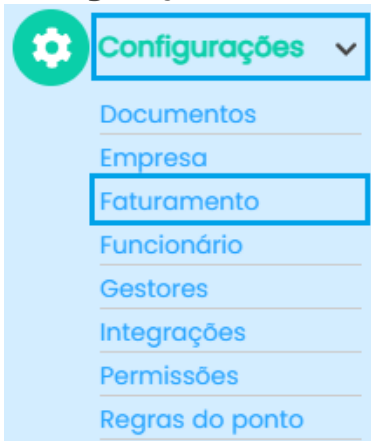 Configurações
Documentos
Empresa
Faturamento
Funcionário
Gestores
Integrações
Permissões
Regras do ponto